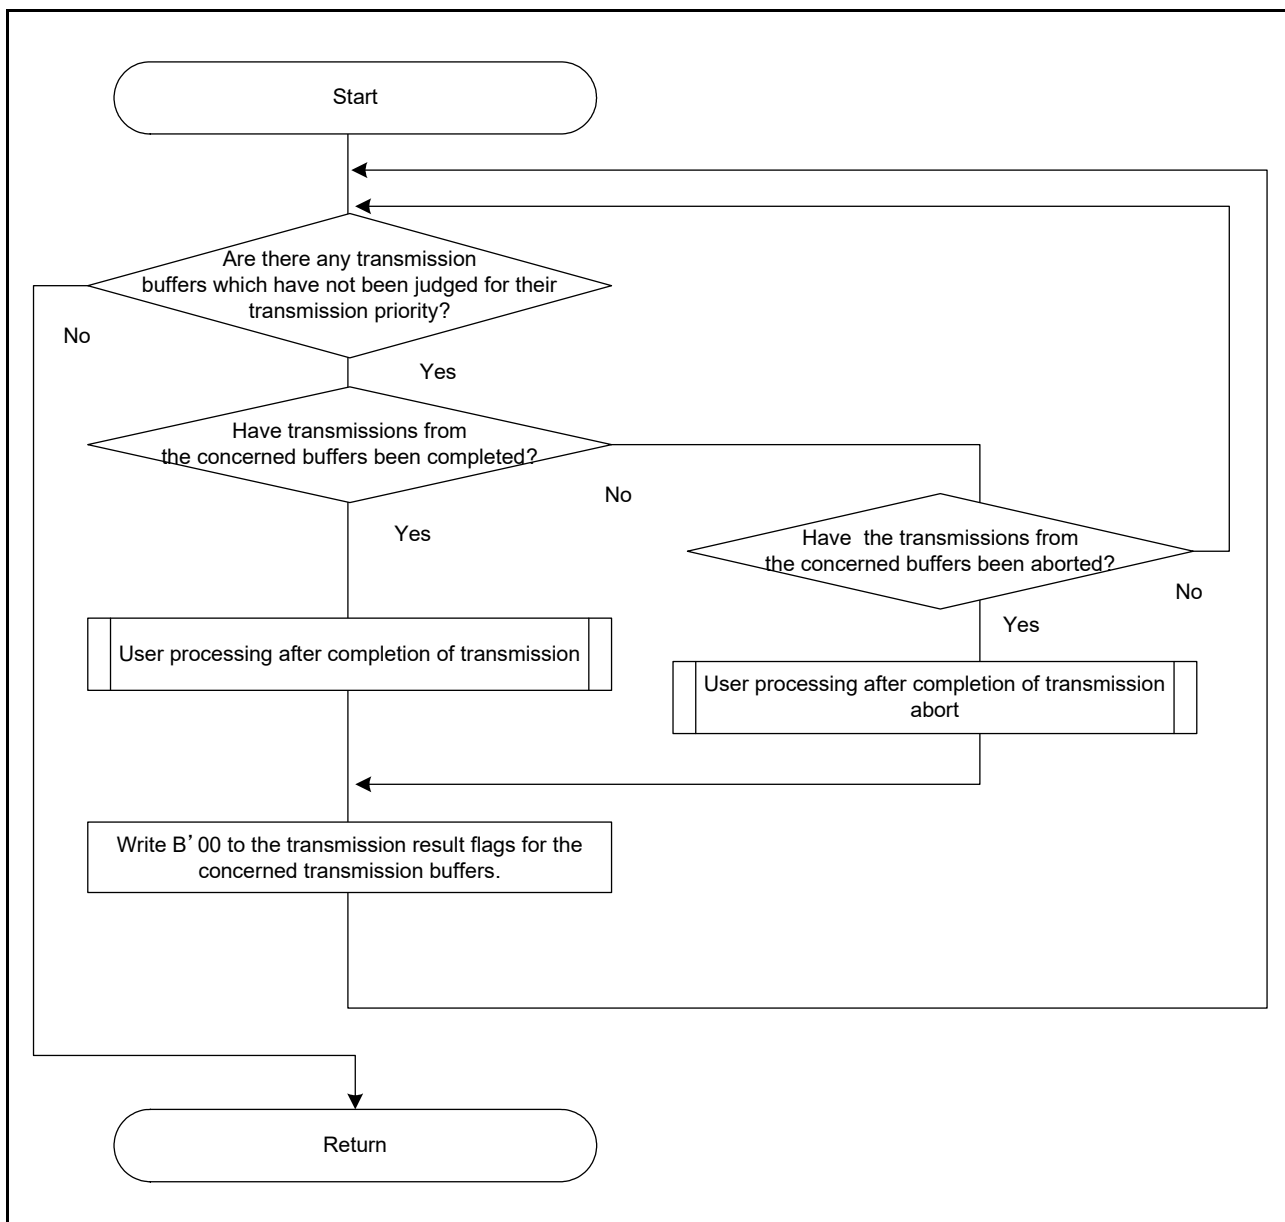 Start
Are there any transmission
buffers which have not been judged for their
transmission priority?
No
Yes
Have transmissions from
the concerned buffers been completed?
No
Yes
Have  the transmissions from
the concerned buffers been aborted?
No
Yes
User processing after completion of transmission
User processing after completion of transmission
abort
Write B’00 to the transmission result flags for the
concerned transmission buffers.
Return